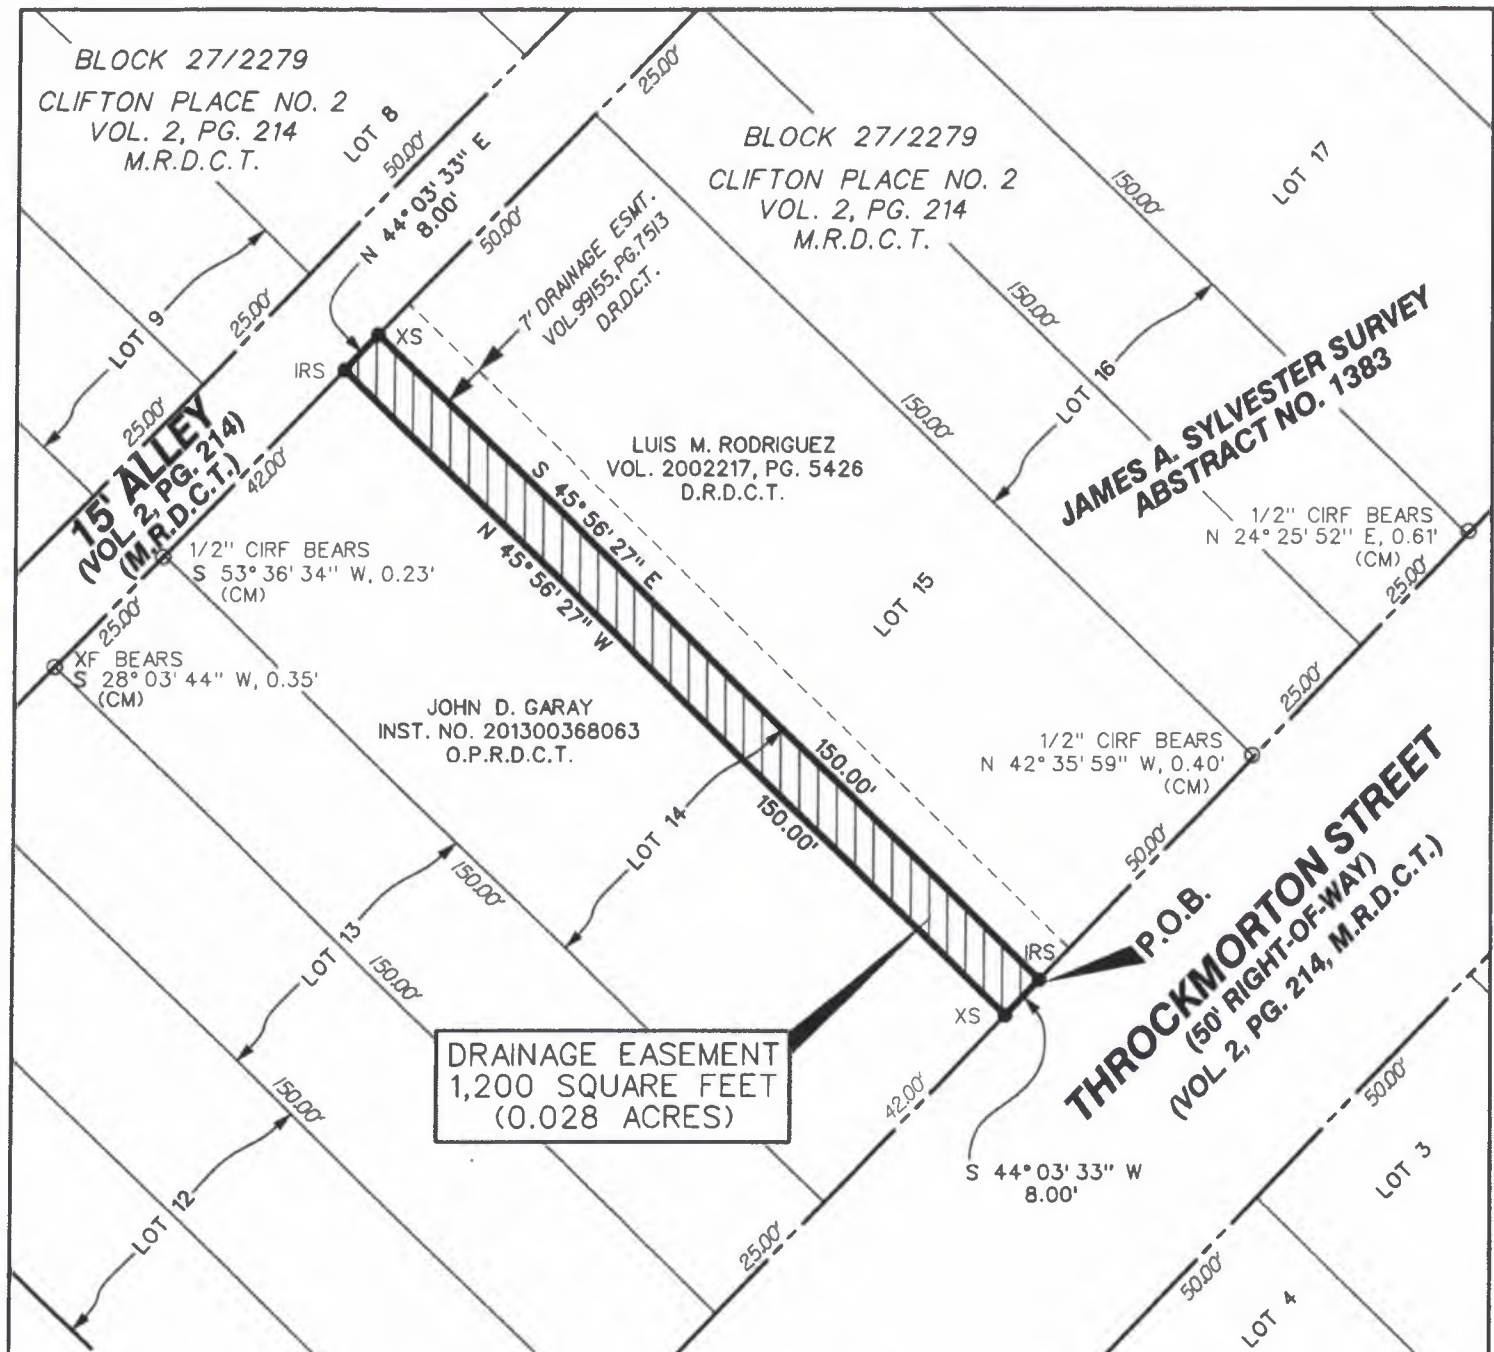 BLOCK 27/2279
CLIFTON PLACE NO. 2
VOL. 2, PG. 214
M.R.D.C.T.
LOT 8
50.00'
N 44° 03' 33" E
8.00'
25.00'
50.00'
7' DRAINAGE ESMT.
VOL.99155, PG.7513
D.R.D.C.T.
BLOCK 27/2279
CLIFTON PLACE NO. 2
VOL. 2, PG. 214
M.R.D.C.T.
150.00'
LOT 17
LOT 9
25.00'
25.00'
150.00'
XS
IRS
LOT 16
JAMES A. SYLVESTER SURVEY
ABSTRACT NO. 1383
15' ALLEY
(VOL. 2, PG. 214)
(M.R.D.C.T.)
42.00'
150.00'
LUIS M. RODRIGUEZ
VOL. 2002217, PG. 5426
D.R.D.C.T.
S 45° 56' 27" E
N 45° 56' 27" W
1/2" CIRF BEARS
N 24° 25' 52" E, 0.61'
(CM)
25.00'
1/2" CIRF BEARS
S 53° 36' 34" W, 0.23'
(CM)
25.00'
XF BEARS
S 28° 03' 44" W, 0.35'
(CM)
LOT 15
25.00'
JOHN D. GARAY
INST. NO. 201300368063
O.P.R.D.C.T.
1/2" CIRF BEARS
N 42° 35' 59" W, 0.40'
(CM)
150.00'
150.00'
LOT 14
150.00'
50.00'
LOT 13
150.00'
IRS
P.O.B.
XS
THROCKMORTON STREET
(50' RIGHT-OF-WAY)
(VOL. 2, PG. 214, M.R.D.C.T.)
DRAINAGE EASEMENT
1,200 SQUARE FEET
(0.028 ACRES)
150.00'
42.00'
50.00'
S 44° 03' 33" W
8.00'
LOT 3
LOT 12
25.00'
50.00'
LOT 4